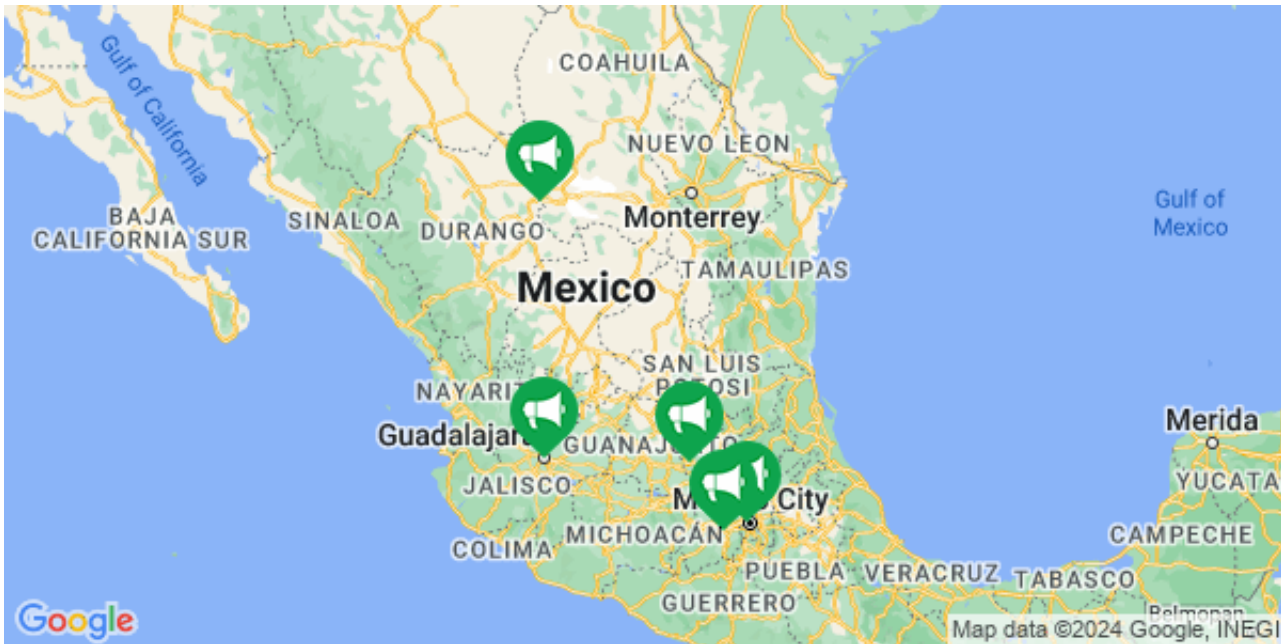 Gulf of California
COAHUILA
NUEVO LEON
BAJA
CALIFORNIA SUR
SINALOA
DURANGO
Monterrey
Gulf of
Mexico
TAMAULIPAS
Mexico
SAN LUIS
POTOSI
NAYARIT
Guadalajara
GUANAJUATO
Merida
JALISCO
YUCATA
City
MICHOACÁN
COLIMA
CAMPECHE
PUEBLA
VERACRUZ
TABASCO
GUERRERO
Belmopan
Google
Map data ©2024 Google, INEGI